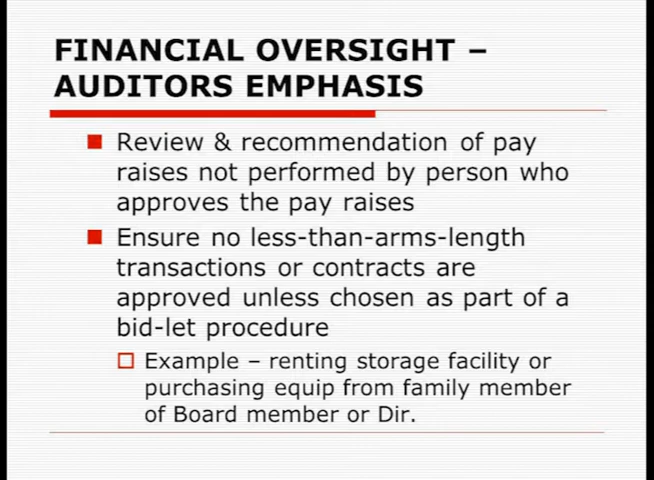 FINANCIAL OVERSIGHT –
AUDITORS EMPHASIS
Review & recommendation of pay
raises not performed by person who
approves the pay raises
Ensure no less-than-arms-length
transactions or contracts are
approved unless chosen as part of a
bid-let procedure
Example – renting storage facility or
purchasing equip from family member
of Board member or Dir.